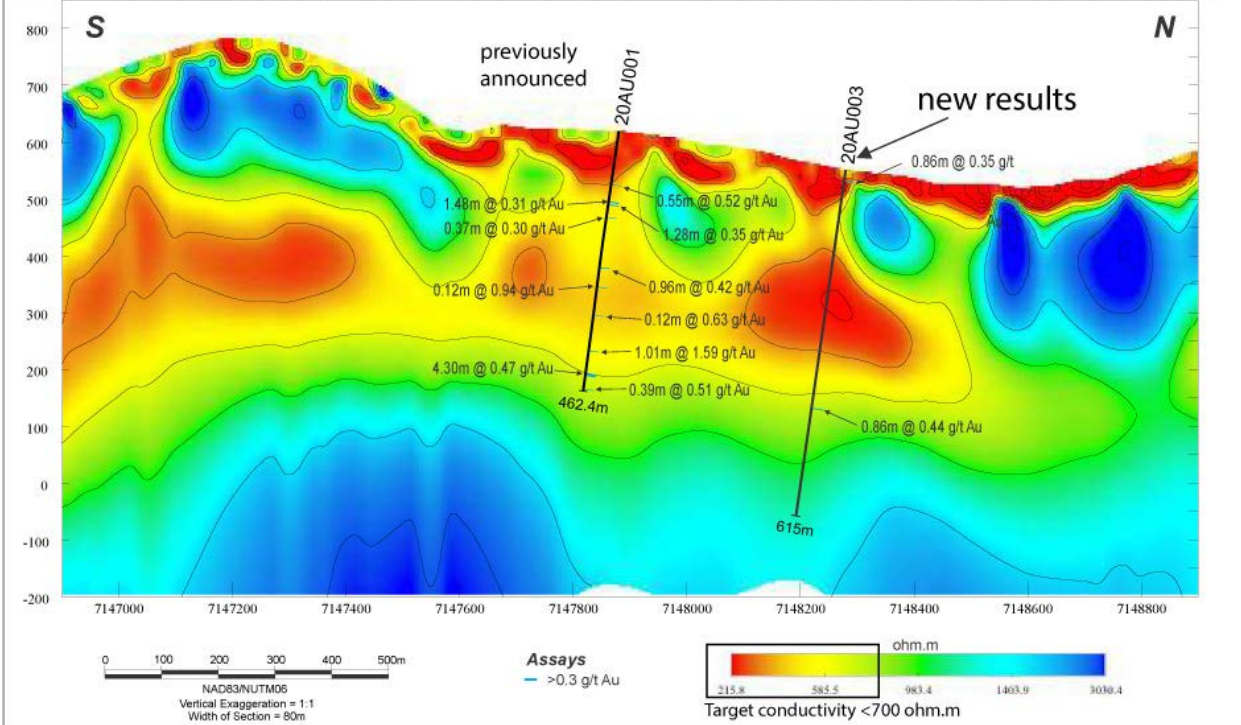 S
N
previously
announced
20AU001
20AU003
new results
0.86m @ 0.35 g/t
800
700
600
500
400
300
200
100
0
-100
-200
1.48m @ 0.31 g/t Au
0.37m @ 0.30 g/t Au
0.55m @ 0.52 g/t Au
1.28m @ 0.35 g/t Au
Au
0.12m @ 0.94 g/t Au
0.96m @ 0.42 g/t Au
0.12m @ 0.63 g/t Au
1.01m @ 1.59 g/t Au
4.30m @ 0.47 g/t Au
0.39m @ 0.51 g/t Au
462.4m
0.86m @ 0.44 g/t Au
615m
7147000 7147200 7147400 7147600 7147800 7148000 7148200 7148400 7148600 7148800
0 100 200 300 400 500m
NAD83/NUTM06
Vertical Exaggeration = 1:1
Width of Section = 80m
Assays
>0.3 g/t Au
ohm.m
215.8 585.5 983.4 1403.9 3030.4
Target conductivity <700 ohm.m